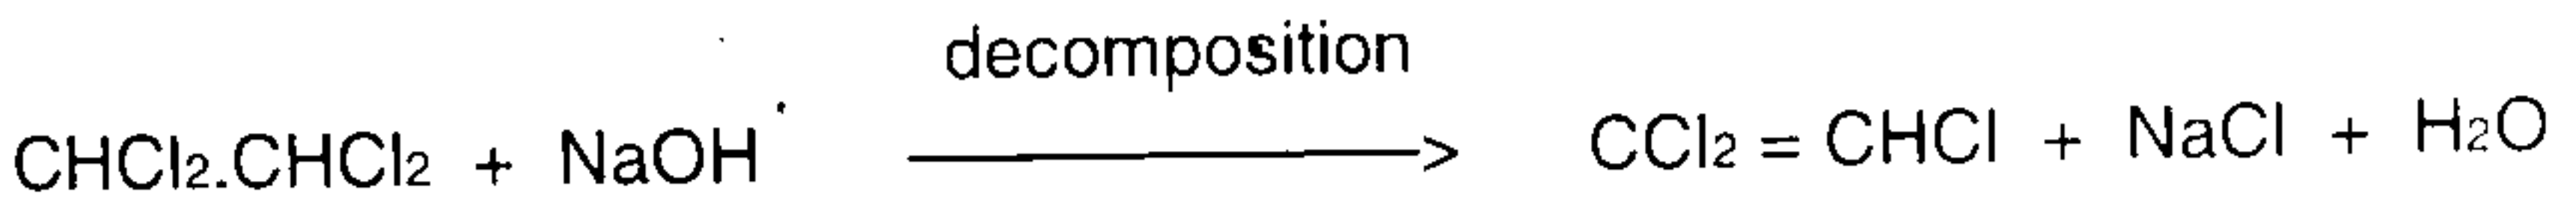 decomposition
CHCl2.CHCl2 + NaOH ———> CCl2 = CHCl + NaCl + H2O